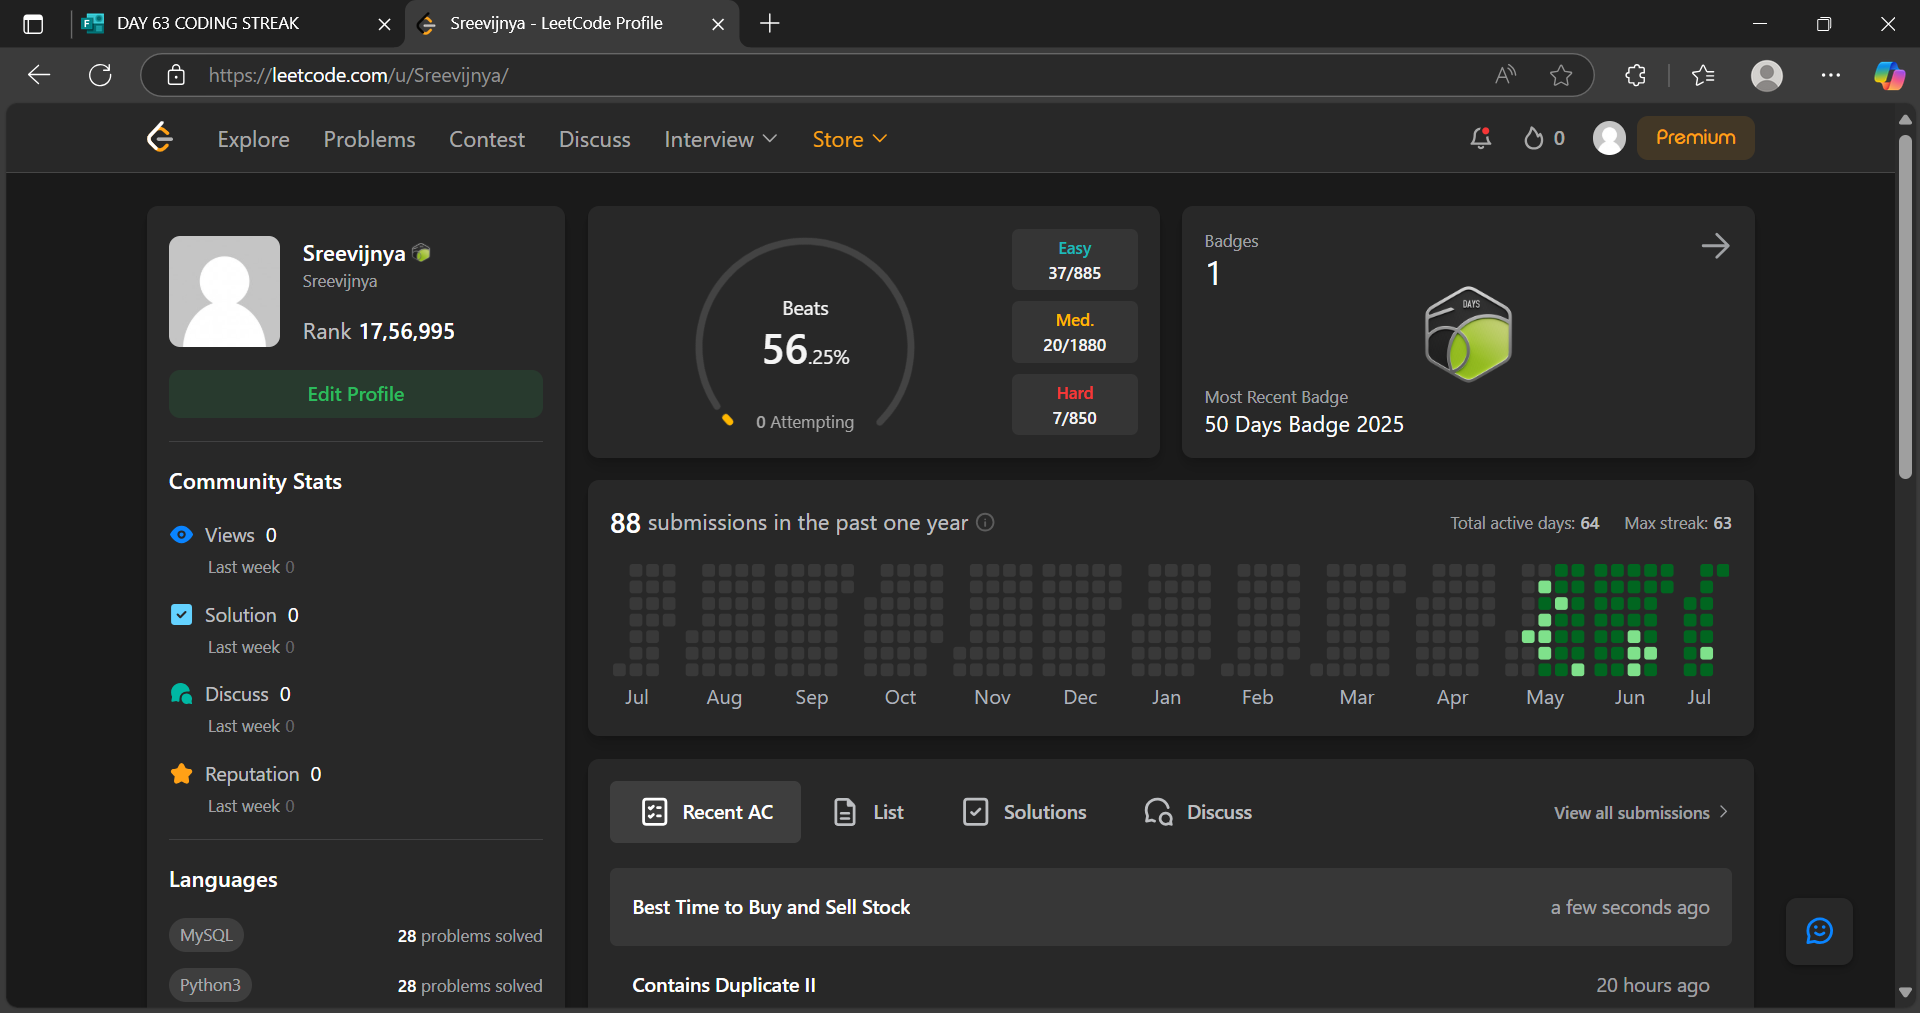 DAY 63 CODING STREAK
Sreevijnya - LeetCode Profile
https://leetcode.com/u/Sreevijnya/
Explore Problems Contest Discuss Interview Store 0 Premium
Sreevijnya
Sreevijnya
Rank 17,56,995
Edit Profile
Community Stats
Views 0
Last week 0
Solution 0
Last week 0
Discuss 0
Last week 0
Reputation 0
Last week 0
Languages
MySQL 28 problems solved
Python3 28 problems solved
Beats
56.25%
0 Attempting
Easy
37/885
Med.
20/1880
Hard
7/850
Badges
1
DAYS
Most Recent Badge
50 Days Badge 2025
88 submissions in the past one year Total active days: 64 Max streak: 63
Jul Aug Sep Oct Nov Dec Jan Feb Mar Apr May Jun Jul
Recent AC List Solutions Discuss View all submissions
Best Time to Buy and Sell Stock a few seconds ago
Contains Duplicate II 20 hours ago